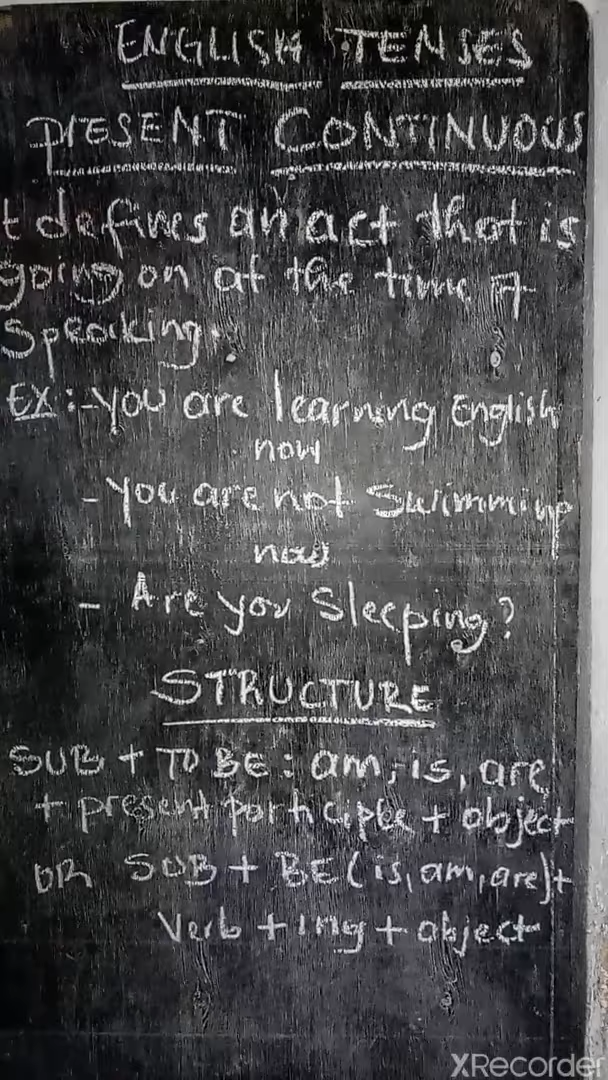 ENGLISH TENSES
PRESENT CONTINUOUS
t defines an act that is
going on at the time of
Speaking.
EX :- you are learning English
now
- You are not Swimming
now
- Are you Sleeping?
STRUCTURE
SUB + TO BE : am, is, are
+ present participle + object
OR SUB + BE (is, am, are) +
Verb + ing + object
XRecorder